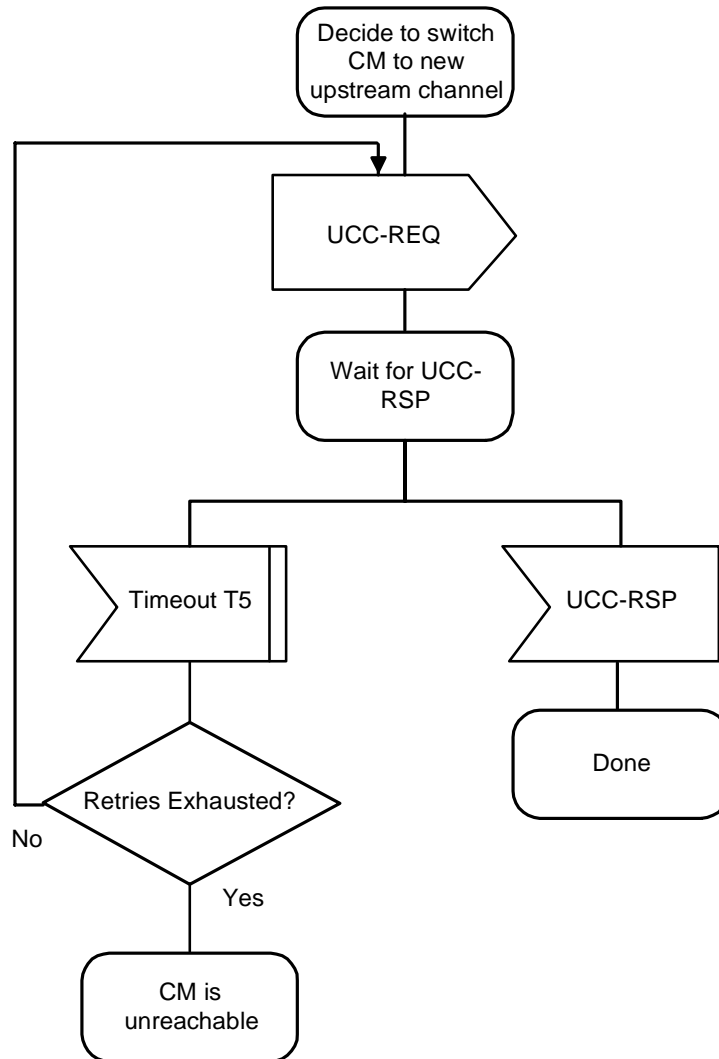 Decide to switch
CM to new
upstream channel
UCC-REQ
Wait for UCC-
RSP
Timeout T5
UCC-RSP
Retries Exhausted?
Done
No
Yes
CM is
unreachable